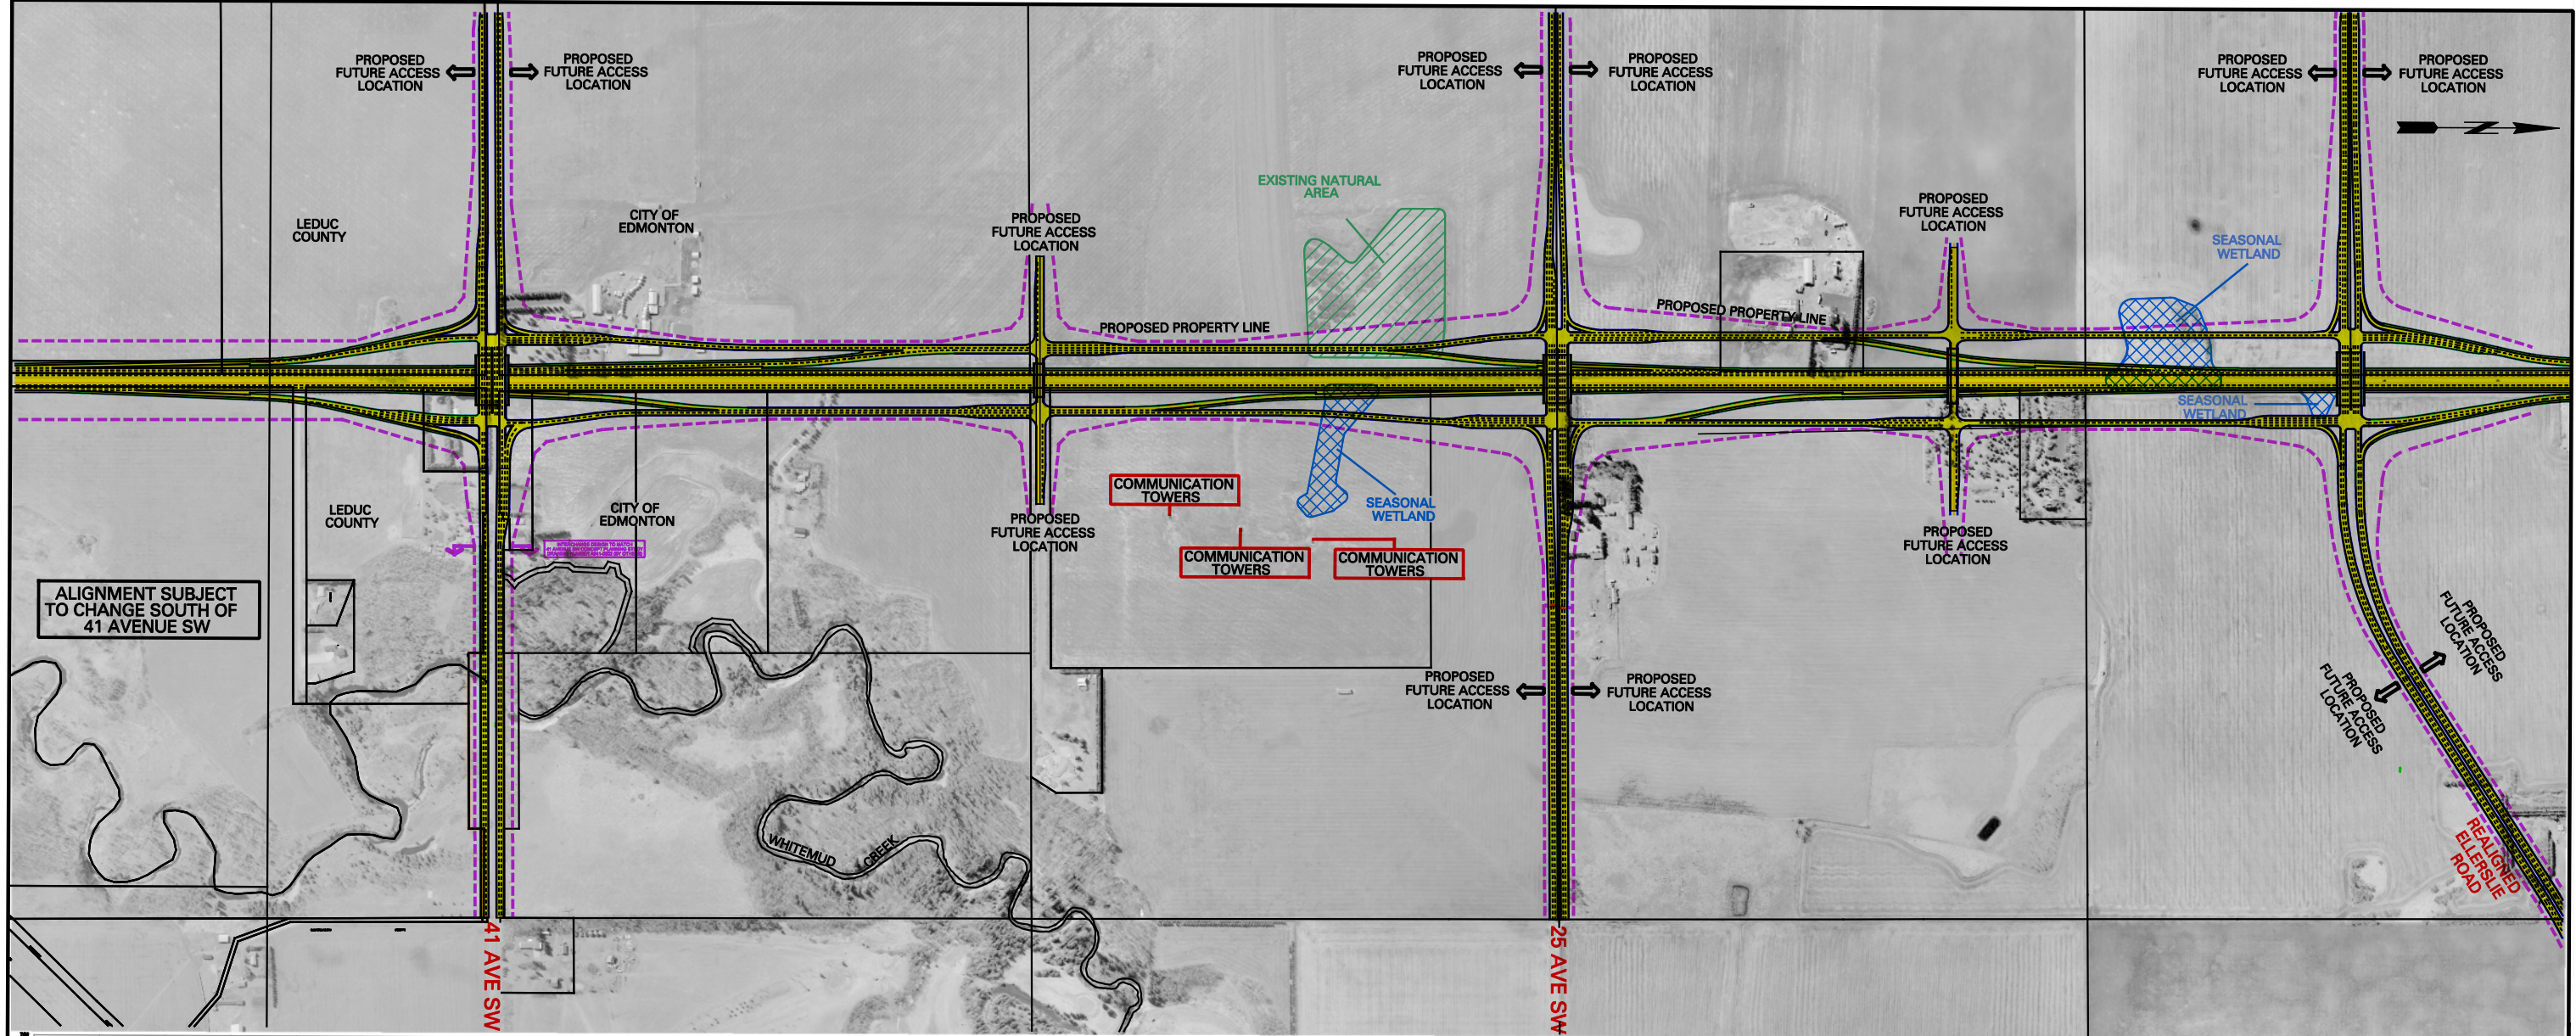 PROPOSED
FUTURE ACCESS
LOCATION
PROPOSED
FUTURE ACCESS
LOCATION
PROPOSED
FUTURE ACCESS
LOCATION
PROPOSED
FUTURE ACCESS
LOCATION
PROPOSED
FUTURE ACCESS
LOCATION
PROPOSED
FUTURE ACCESS
LOCATION
Z
EXISTING NATURAL
AREA
LEDUC
COUNTY
CITY OF
EDMONTON
PROPOSED
FUTURE ACCESS
LOCATION
PROPOSED
FUTURE ACCESS
LOCATION
SEASONAL
WETLAND
PROPOSED PROPERTY LINE
PROPOSED PROPERTY LINE
SEASONAL
WETLAND
COMMUNICATION
TOWERS
SEASONAL
WETLAND
LEDUC
COUNTY
CITY OF
EDMONTON
PROPOSED
FUTURE ACCESS
LOCATION
PROPOSED
FUTURE ACCESS
LOCATION
COMMUNICATION
TOWERS
COMMUNICATION
TOWERS
ALIGNMENT SUBJECT
TO CHANGE SOUTH OF
41 AVENUE SW
PROPOSED
FUTURE ACCESS
LOCATION
PROPOSED
FUTURE ACCESS
LOCATION
PROPOSED
FUTURE ACCESS
LOCATION
PROPOSED
FUTURE ACCESS
LOCATION
WHITEMUD CREEK
REALIGNED
ELLERSLIE
ROAD
41 AVE SW
25 AVE SW